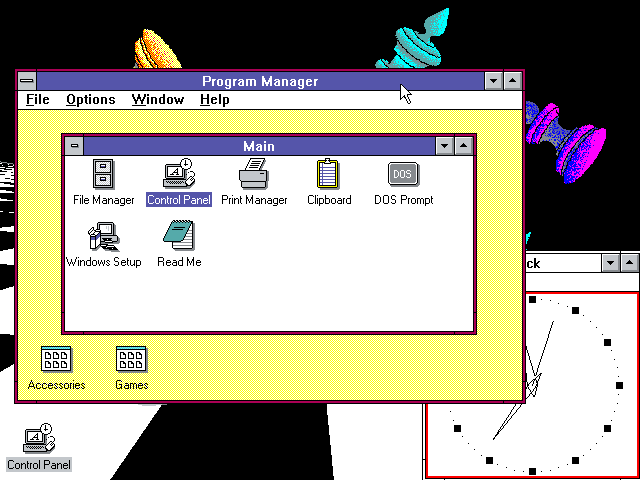 Program Manager
File Options Window Help
Main
File Manager Control Panel Print Manager Clipboard DOS Prompt
DOS
Windows Setup Read Me
ck
Accessories Games
Control Panel